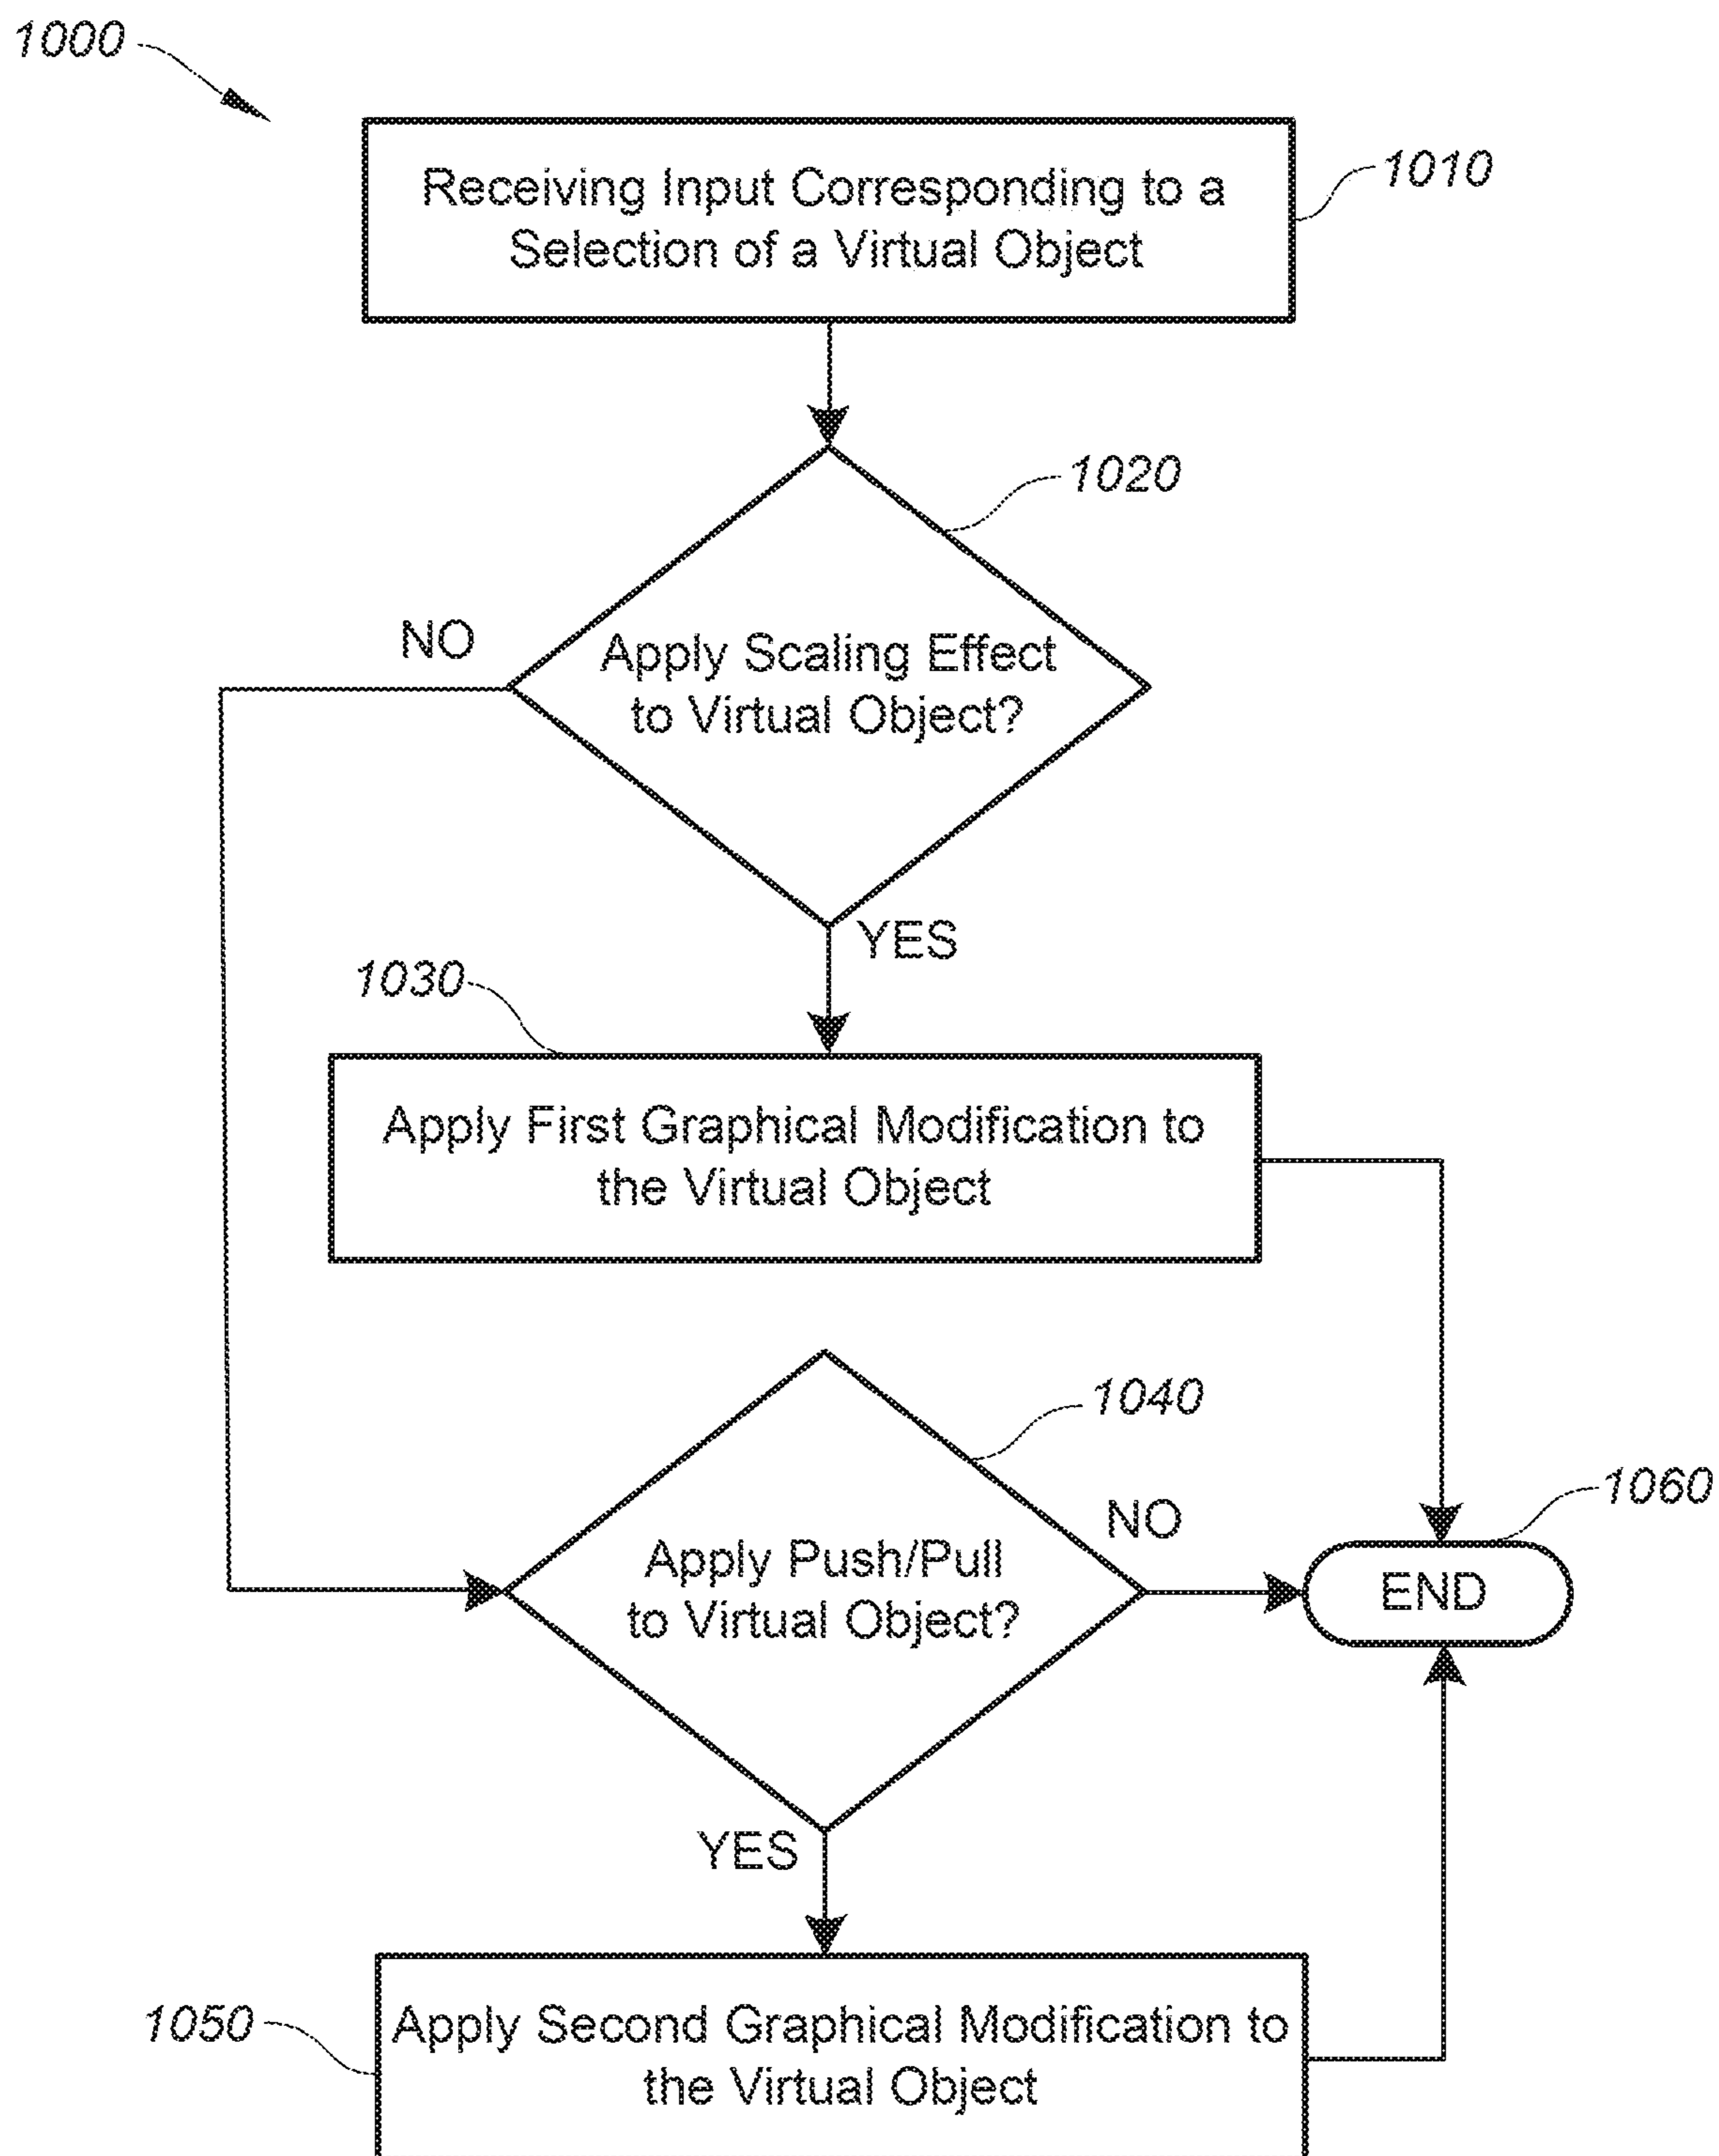 1000
Receiving Input Corresponding to a
Selection of a Virtual Object
1010
1020
NO
Apply Scaling Effect
to Virtual Object?
YES
1030
Apply First Graphical Modification to
the Virtual Object
1040
NO
1060
Apply Push/Pull
to Virtual Object?
END
YES
1050
Apply Second Graphical Modification to
the Virtual Object